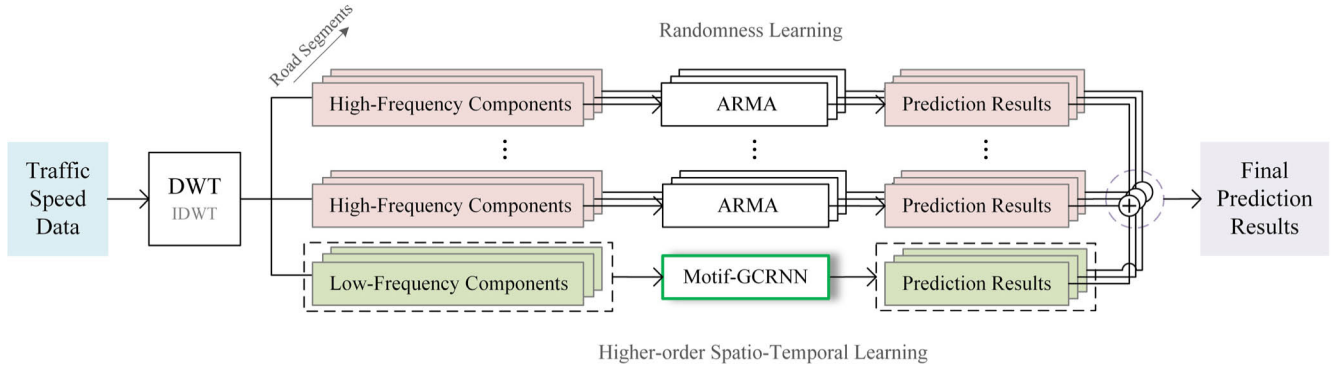 Randomness Learning
Road Segments
High-Frequency Components
ARMA
Prediction Results
Traffic
Speed
Data
DWT
IDWT
High-Frequency Components
ARMA
Prediction Results
Final
Prediction
Results
Low-Frequency Components
Motif-GCRNN
Prediction Results
Higher-order Spatio-Temporal Learning